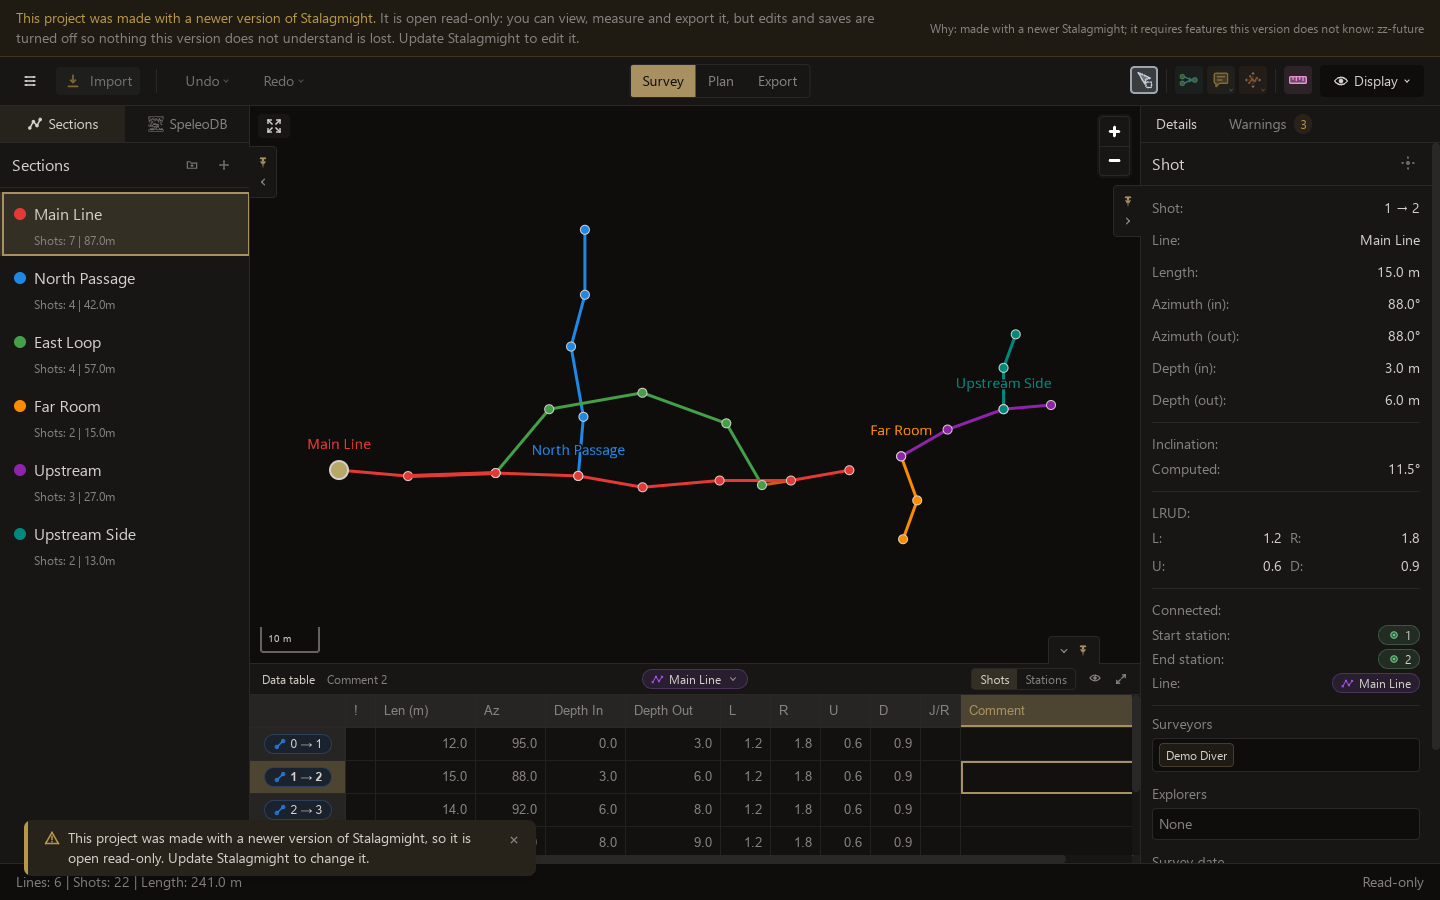 This project was made with a newer version of Stalagmight. It is open read-only: you can view, measure and export it, but edits and saves are
turned off so nothing this version does not understand is lost. Update Stalagmight to edit it.
Why: made with a newer Stalagmight; it requires features this version does not know: zz-future
Import
Undo
Redo
Survey
Plan
Export
Display
Sections
SpeleoDB
Sections
Main Line
Shots: 7 | 87.0m
North Passage
Shots: 4 | 42.0m
East Loop
Shots: 4 | 57.0m
Far Room
Shots: 2 | 15.0m
Upstream
Shots: 3 | 27.0m
Upstream Side
Shots: 2 | 13.0m
Main Line
North Passage
Far Room
Upstream Side
10 m
Details
Warnings 3
Shot
Shot: 1 → 2
Line: Main Line
Length: 15.0 m
Azimuth (in): 88.0°
Azimuth (out): 88.0°
Depth (in): 3.0 m
Depth (out): 6.0 m
Inclination:
Computed: 11.5°
LRUD:
L: 1.2 R: 1.8
U: 0.6 D: 0.9
Connected:
Start station: 1
End station: 2
Line: Main Line
Surveyors
Demo Diver
Explorers
None
Survey date
Data table Comment 2
Main Line
Shots Stations
! Len (m) Az Depth In Depth Out L R U D J/R Comment
0 → 1 12.0 95.0 0.0 3.0 1.2 1.8 0.6 0.9
1 → 2 15.0 88.0 3.0 6.0 1.2 1.8 0.6 0.9
2 → 3 14.0 92.0 6.0 8.0 1.2 1.8 0.6 0.9
8.0 9.0 1.2 1.8 0.6 0.9
This project was made with a newer version of Stalagmight, so it is
open read-only. Update Stalagmight to change it.
Lines: 6 | Shots: 22 | Length: 241.0 m
Read-only